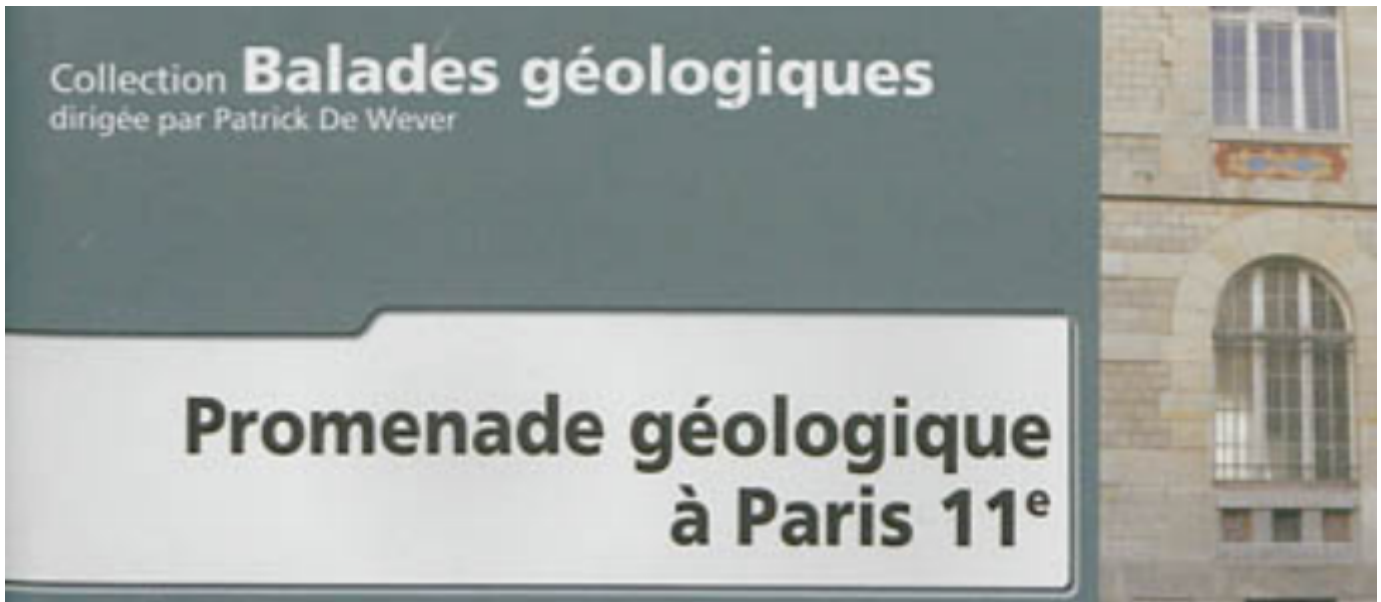 Collection Balades géologiques
dirigée par Patrick De Wever
Promenade géologique
à Paris 11e